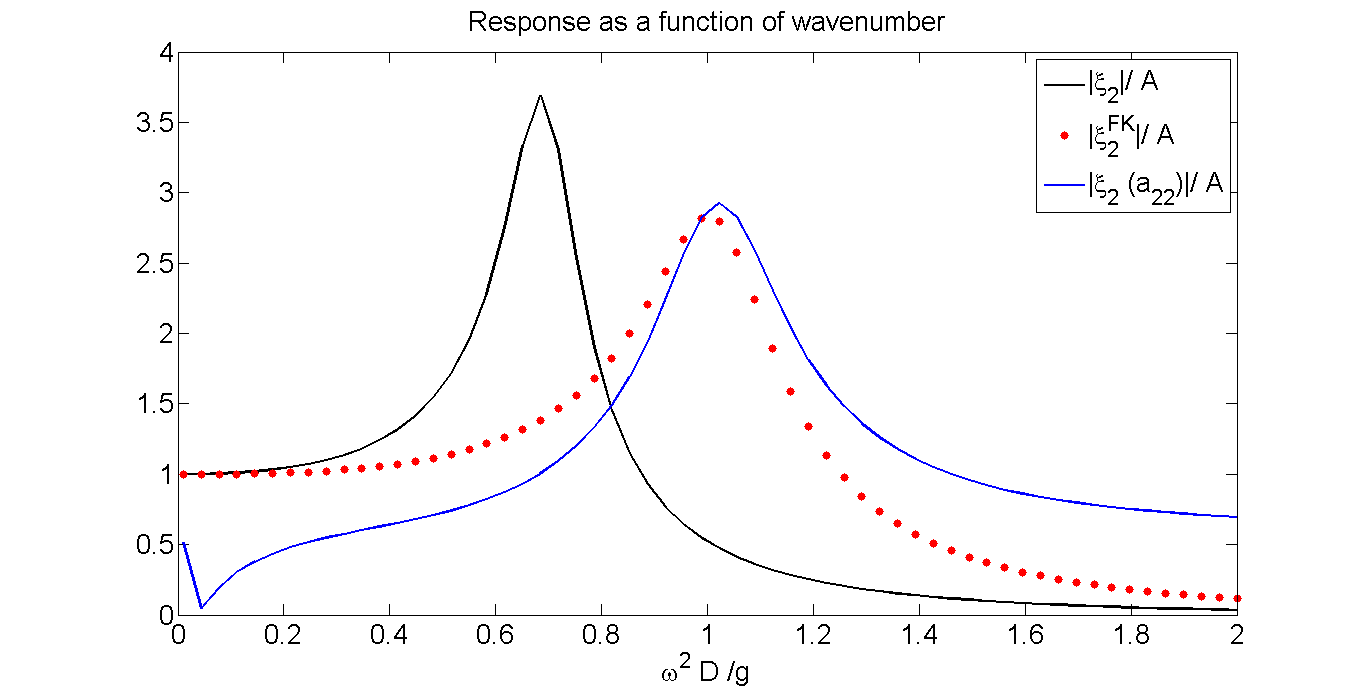 Response as a function of wavenumber
4
3.5
3
2.5
2
1.5
1
0.5
0
|ξ₂|/ A
|ξ₂ᶠᴷ|/ A
|ξ₂ (a₂₂)|/ A
0 0.2 0.4 0.6 0.8 1 1.2 1.4 1.6 1.8 2
ω² D /g